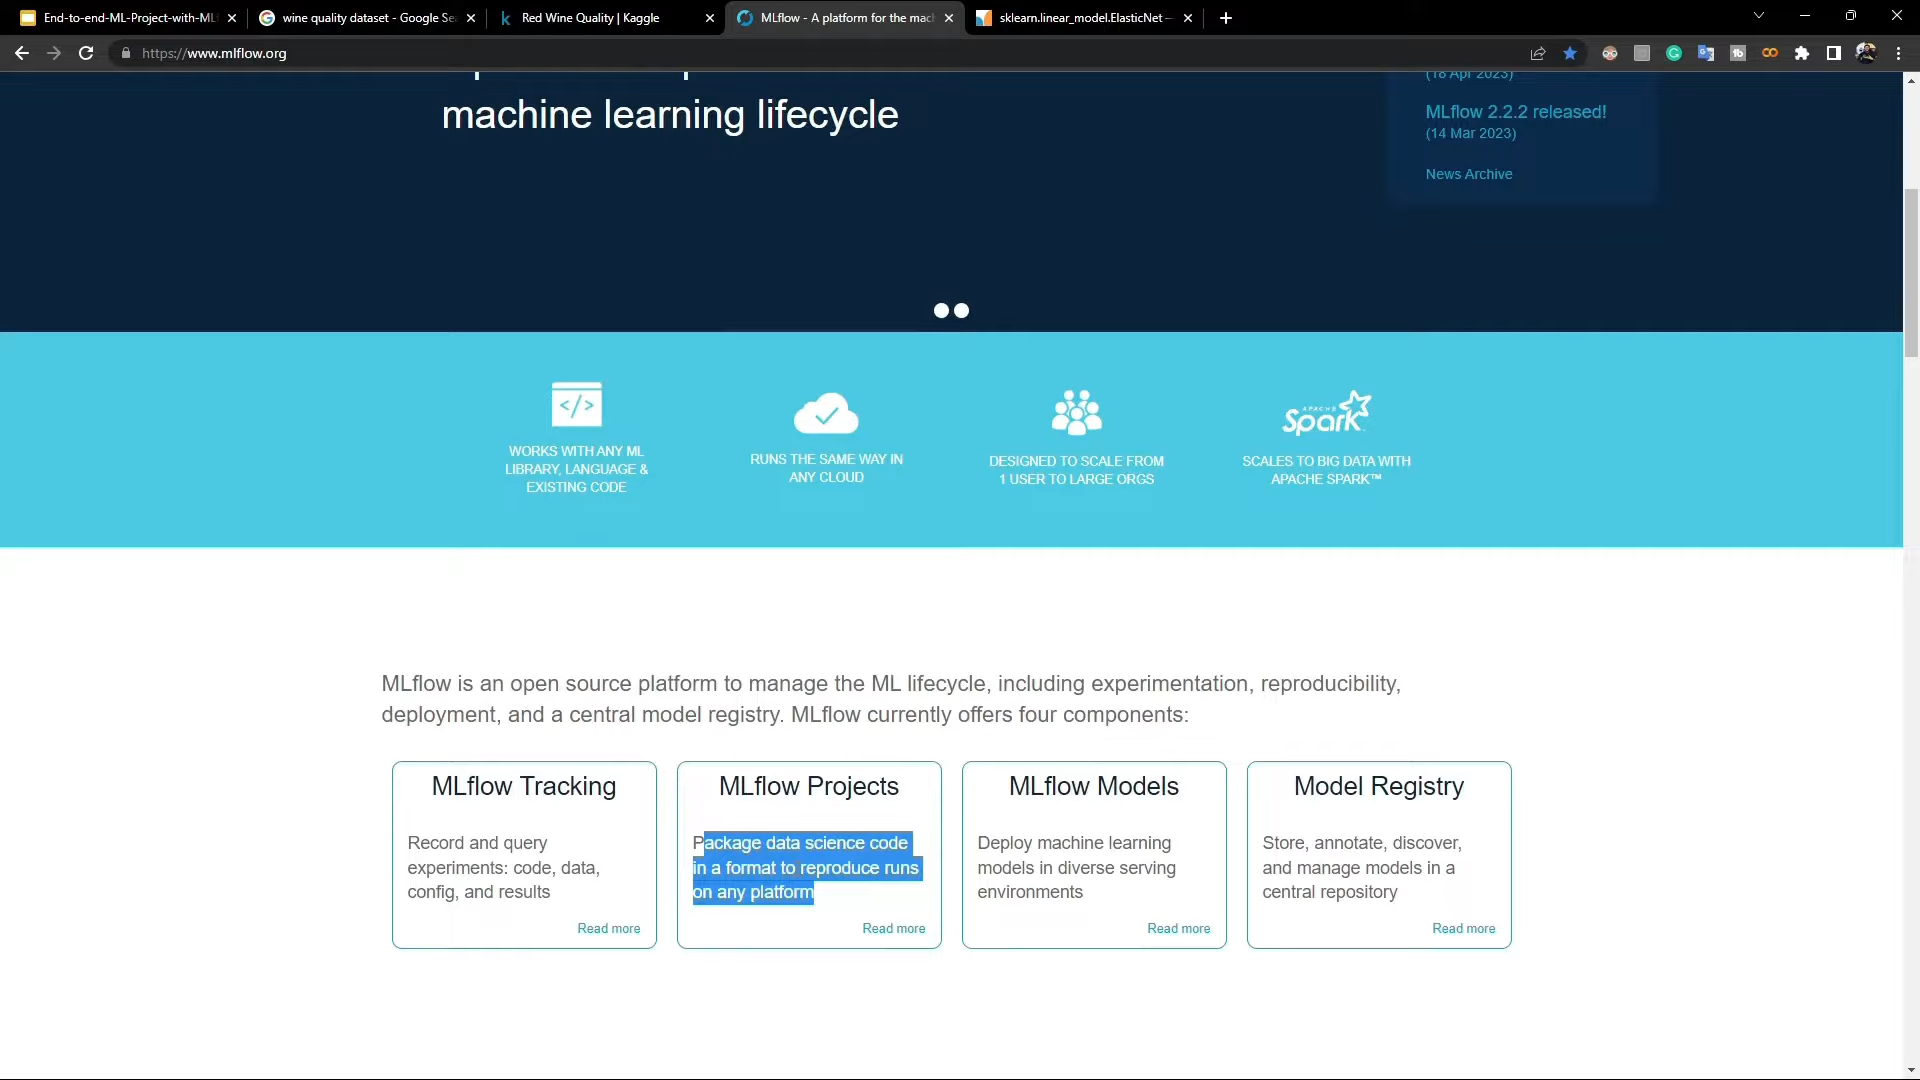 End-to-end-ML-Project-with-ML
wine quality dataset - Google Se
Red Wine Quality | Kaggle
MLflow - A platform for the mac
sklearn.linear_model.ElasticNet —
https://www.mlflow.org
machine learning lifecycle
(18 Apr 2023)
MLflow 2.2.2 released!
(14 Mar 2023)
News Archive
</>
APACHE
Spark
WORKS WITH ANY ML
LIBRARY, LANGUAGE &
EXISTING CODE
RUNS THE SAME WAY IN
ANY CLOUD
DESIGNED TO SCALE FROM
1 USER TO LARGE ORGS
SCALES TO BIG DATA WITH
APACHE SPARK™
MLflow is an open source platform to manage the ML lifecycle, including experimentation, reproducibility,
deployment, and a central model registry. MLflow currently offers four components:
MLflow Tracking
Record and query
experiments: code, data,
config, and results
Read more
MLflow Projects
Package data science code
in a format to reproduce runs
on any platform
Read more
MLflow Models
Deploy machine learning
models in diverse serving
environments
Read more
Model Registry
Store, annotate, discover,
and manage models in a
central repository
Read more